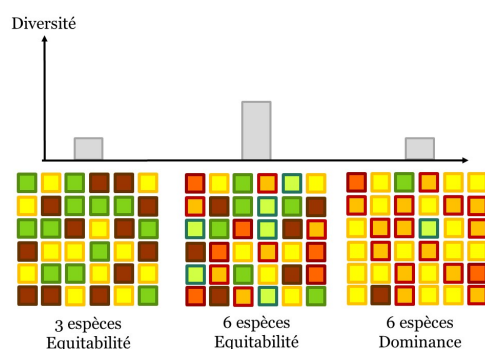 Diversité
3 espèces
Equitabilité
6 espèces
Equitabilité
6 espèces
Dominance